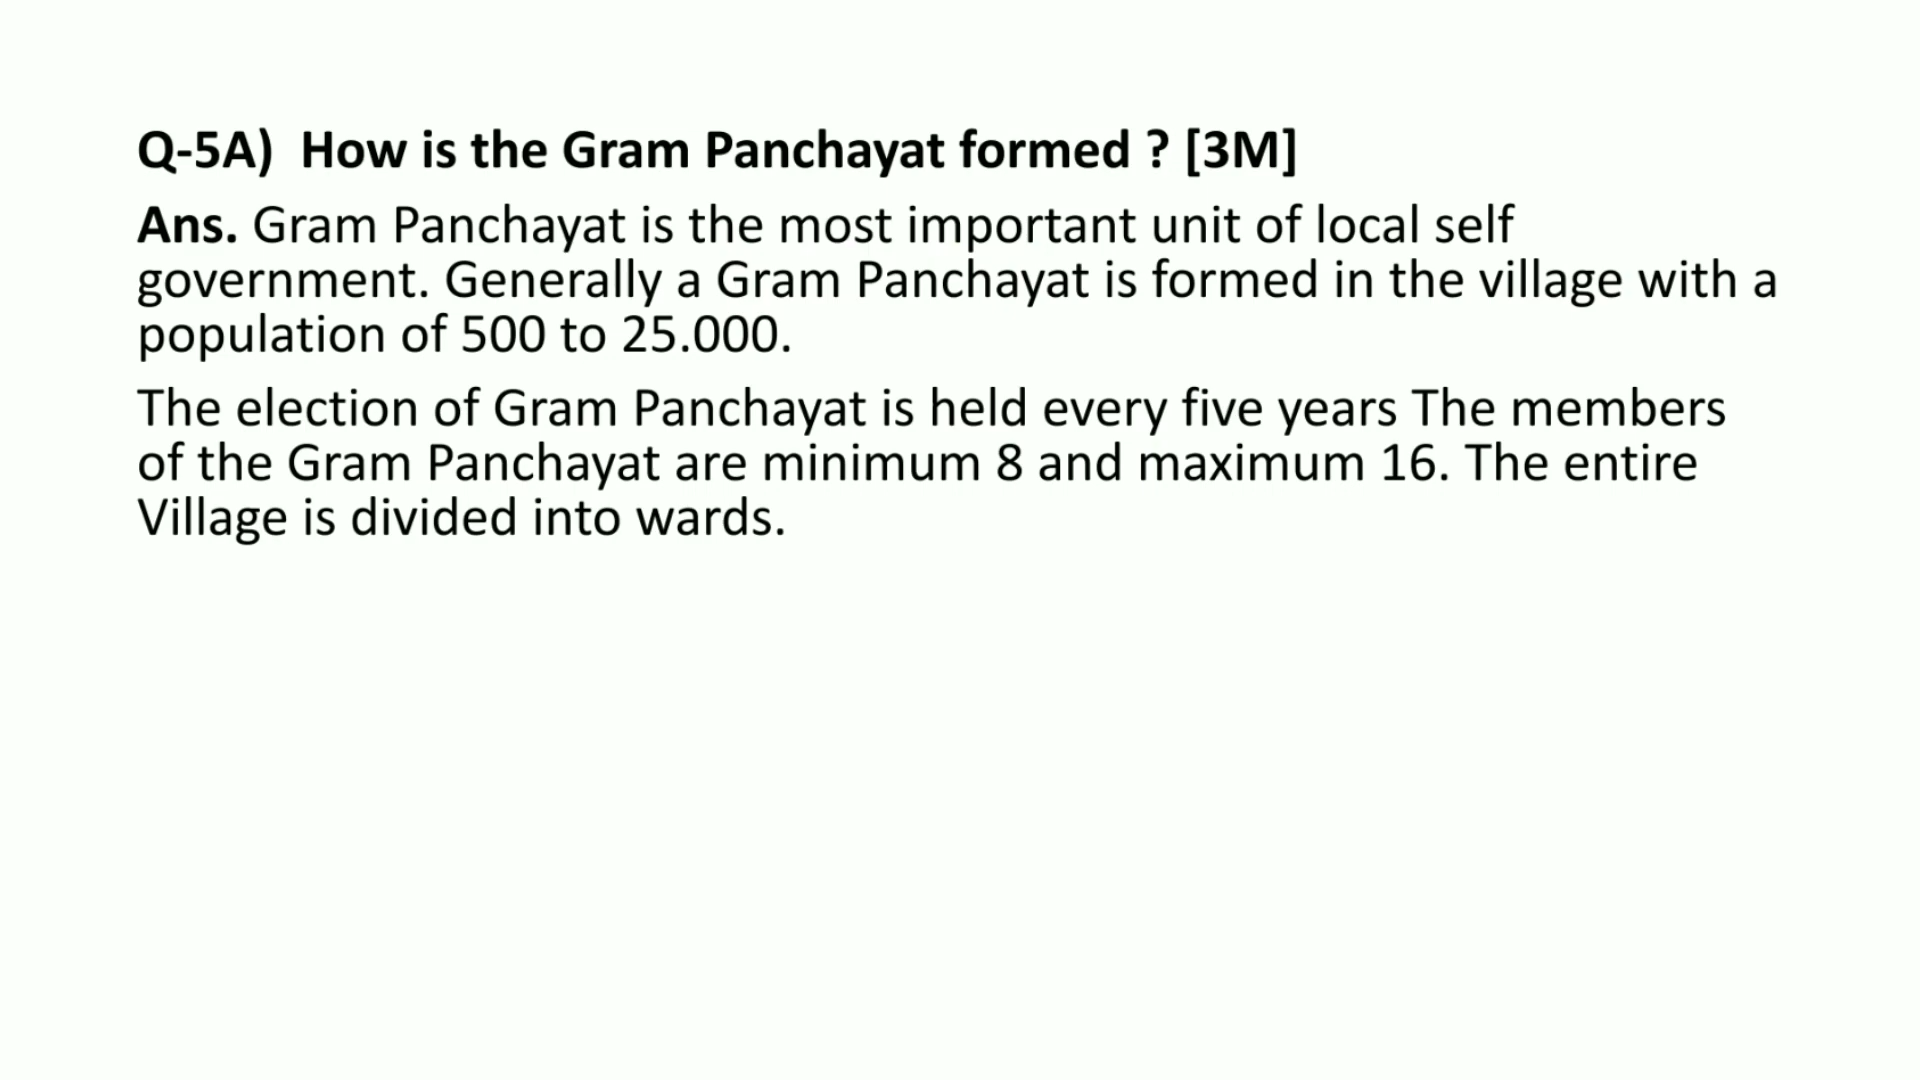 Q-5A) How is the Gram Panchayat formed ? [3M]
Ans. Gram Panchayat is the most important unit of local self
government. Generally a Gram Panchayat is formed in the village with a
population of 500 to 25.000.
The election of Gram Panchayat is held every five years The members
of the Gram Panchayat are minimum 8 and maximum 16. The entire
Village is divided into wards.